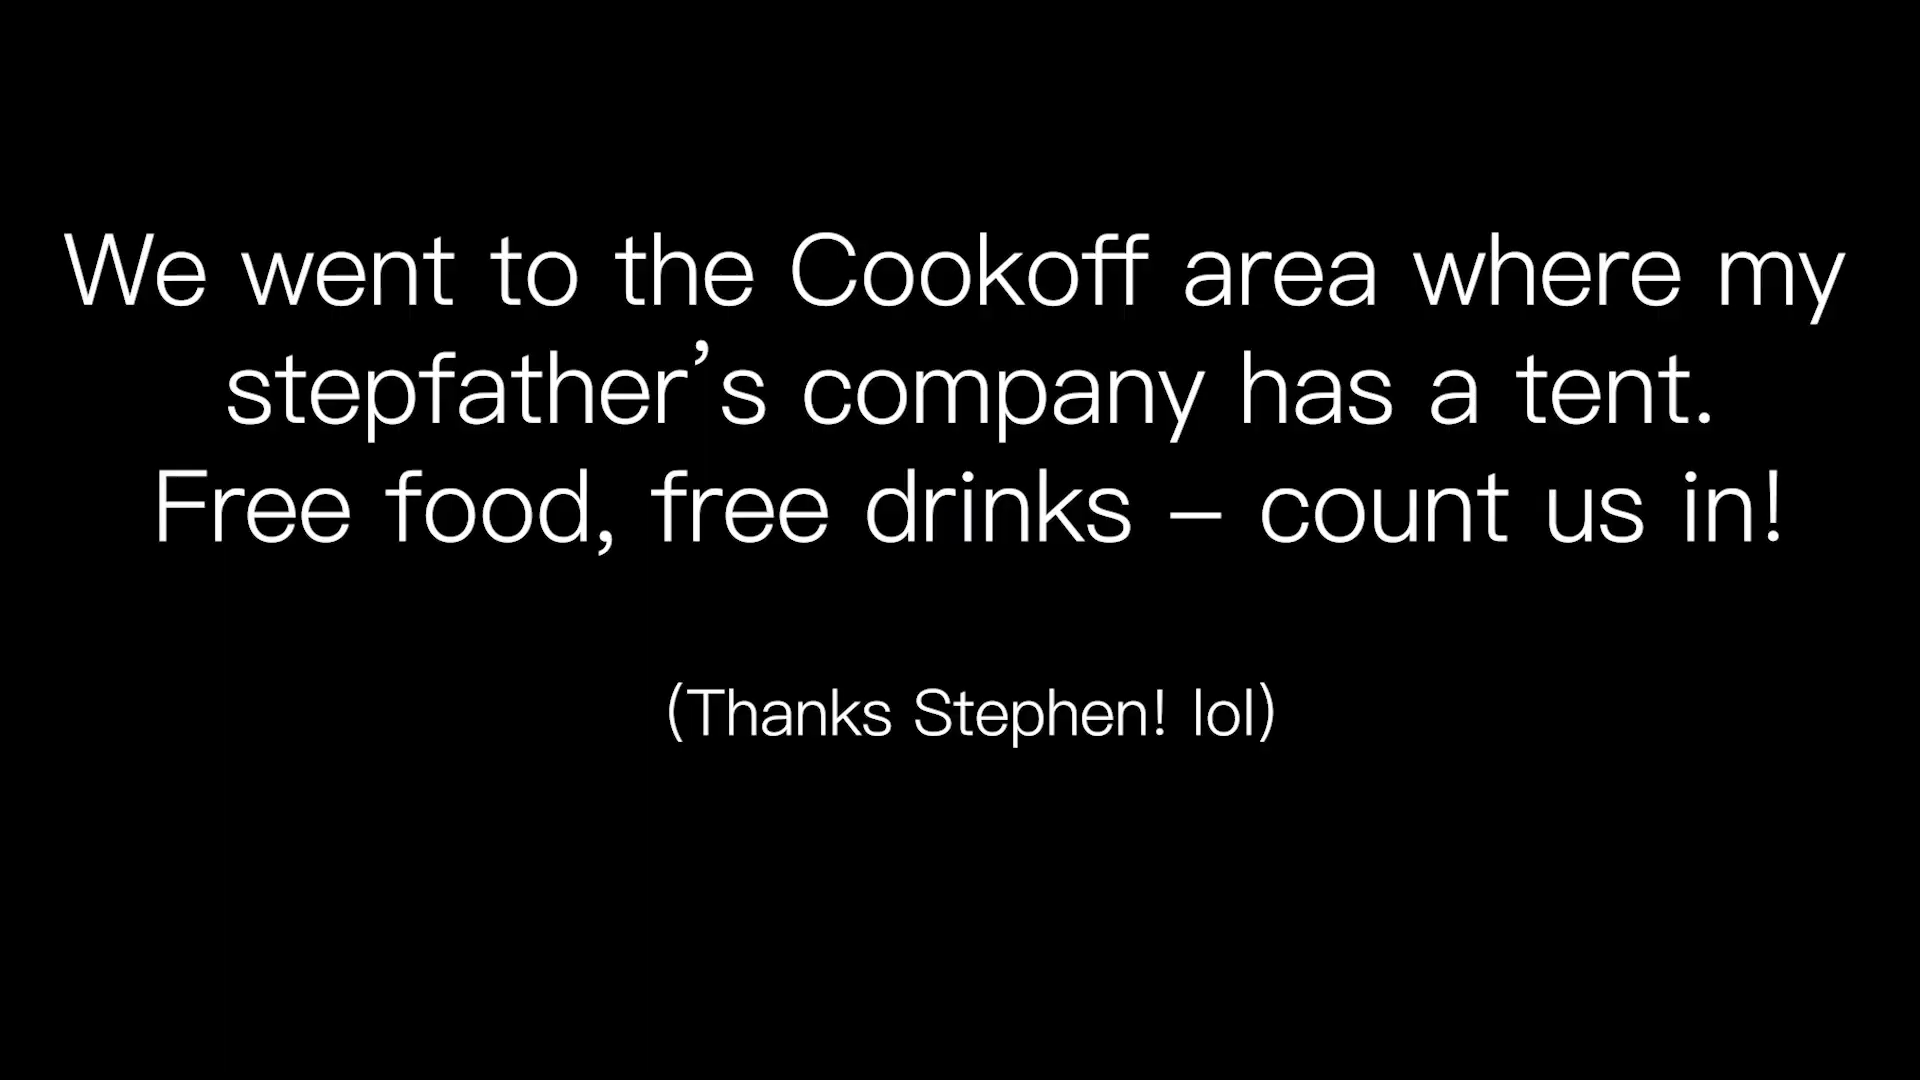 We went to the Cookoff area where my
stepfather’s company has a tent.
Free food, free drinks – count us in!
(Thanks Stephen! lol)